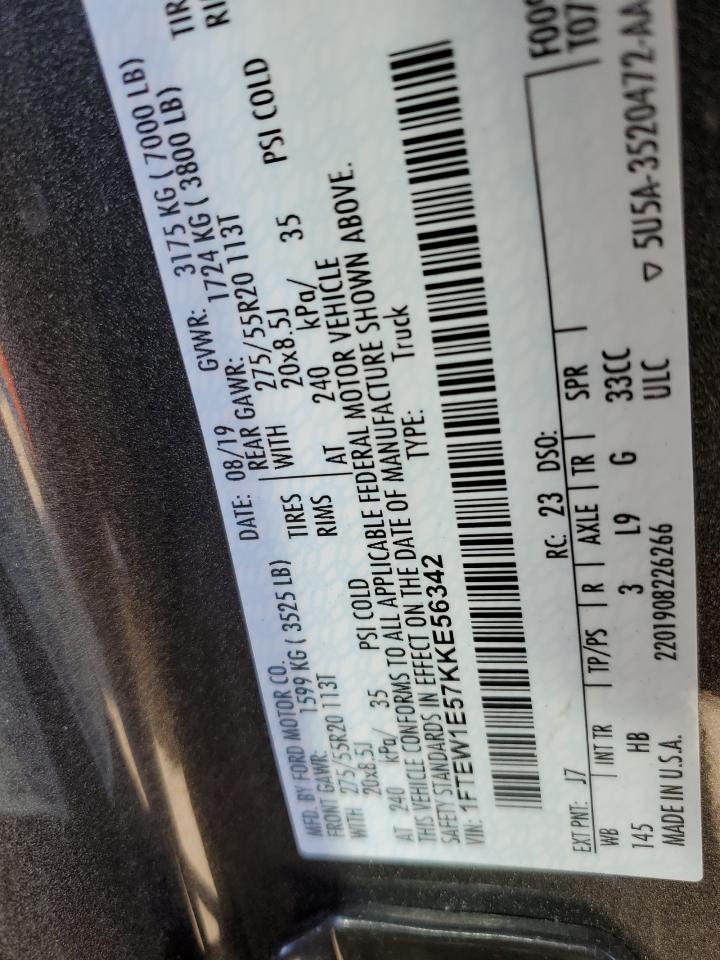 MFD. BY FORD MOTOR CO.
DATE: 08/19 GVWR: 3175 KG ( 7000 LB)
FRONT GAWR: 1599 KG ( 3525 LB) REAR GAWR: 1724 KG ( 3800 LB)
WITH 275/55R20 113T TIRES WITH 275/55R20 113T TIR
20x8.5J RIMS 20x8.5J RI
AT 240 kPa/ 35 PSI COLD AT 240 kPa/ 35 PSI COLD
THIS VEHICLE CONFORMS TO ALL APPLICABLE FEDERAL MOTOR VEHICLE
SAFETY STANDARDS IN EFFECT ON THE DATE OF MANUFACTURE SHOWN ABOVE.
VIN: 1FTEW1E57KKE56342 TYPE: Truck
F00
T07
EXT PNT: J7 RC: 23 DSO:
WB INT TR TP/PS R AXLE TR SPR
145 HB 3 L9 G 33CC
ULC
MADE IN U.S.A. 2201908226266 5U5A-3520472-AA